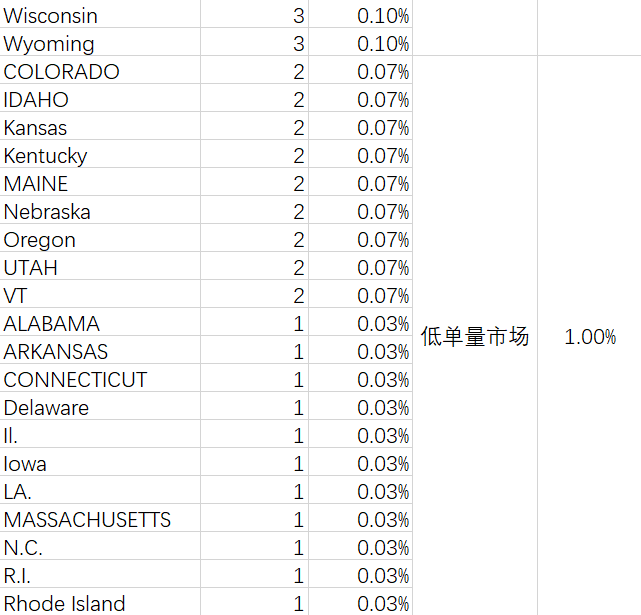 Wisconsin 3 0.10%
Wyoming 3 0.10%
COLORADO 2 0.07%
IDAHO 2 0.07%
Kansas 2 0.07%
Kentucky 2 0.07%
MAINE 2 0.07%
Nebraska 2 0.07%
Oregon 2 0.07%
UTAH 2 0.07%
VT 2 0.07%
ALABAMA 1 0.03% 低单量市场 1.00%
ARKANSAS 1 0.03%
CONNECTICUT 1 0.03%
Delaware 1 0.03%
Il. 1 0.03%
Iowa 1 0.03%
LA. 1 0.03%
MASSACHUSETTS 1 0.03%
N.C. 1 0.03%
R.I. 1 0.03%
Rhode Island 1 0.03%